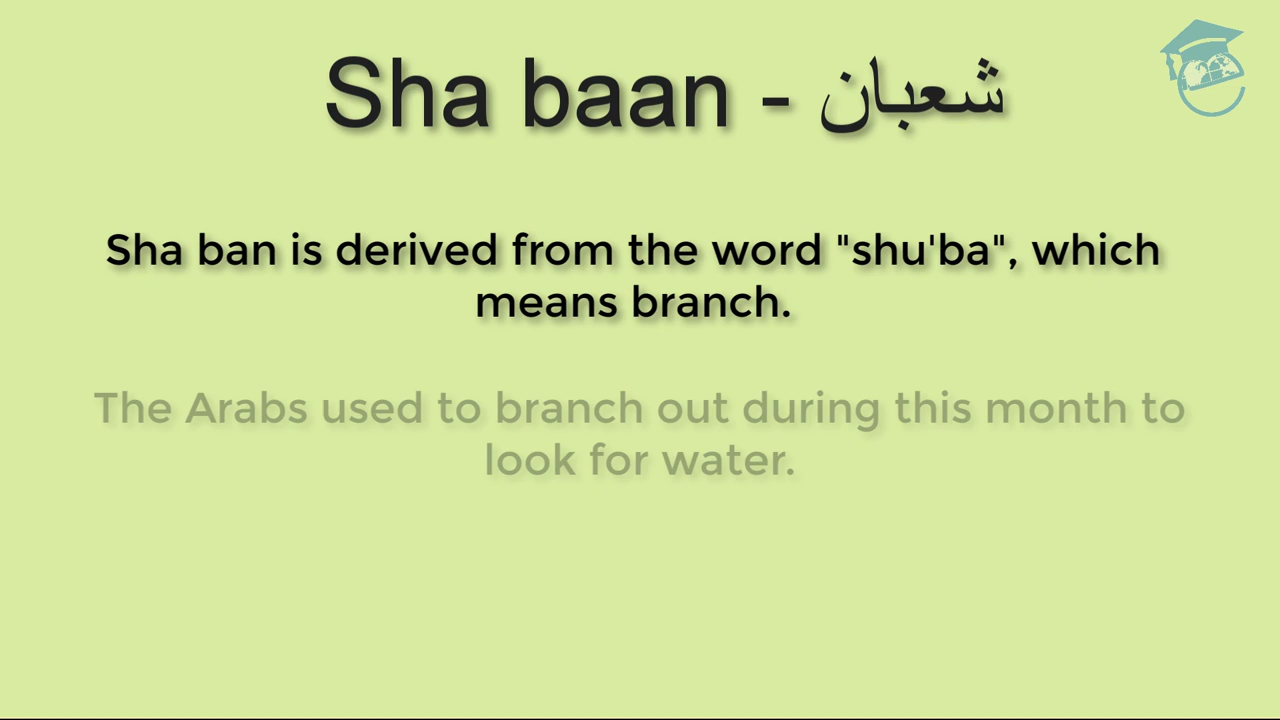 Sha baan - شعبان
Sha ban is derived from the word "shu'ba", which
means branch.
The Arabs used to branch out during this month to
look for water.